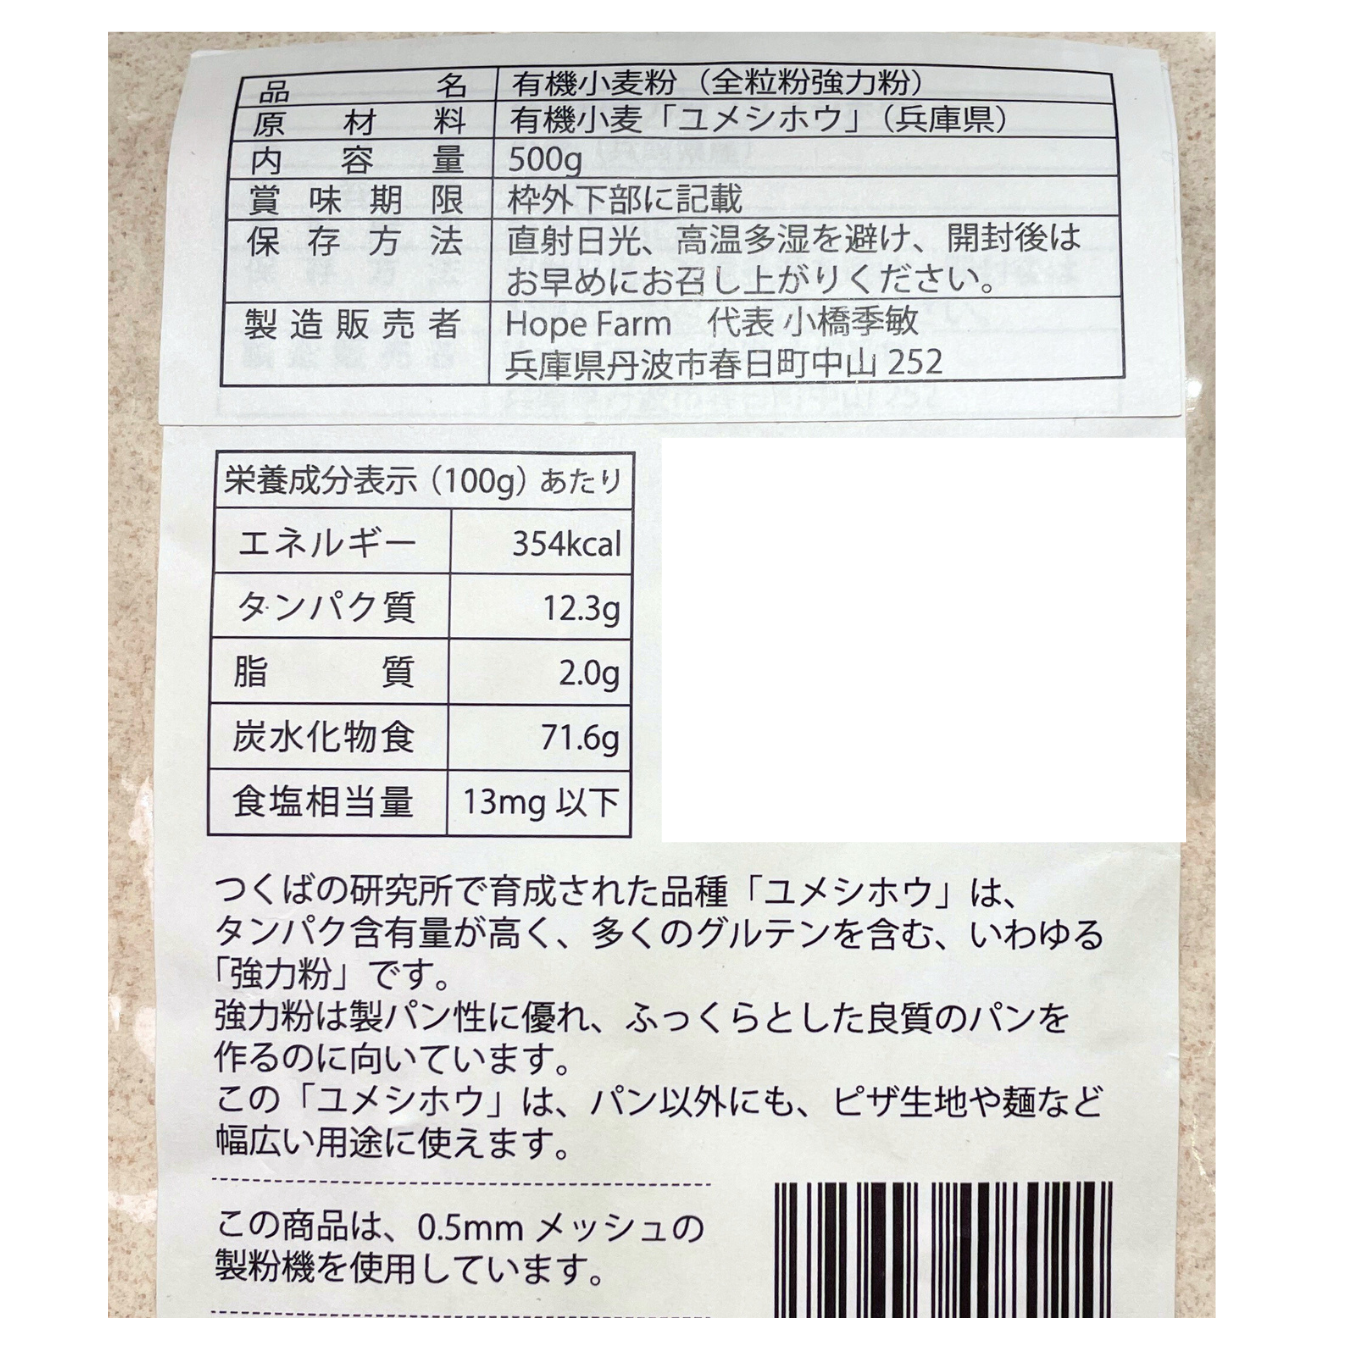 品名 有機小麦粉（全粒粉強力粉）
原材料 有機小麦「ユメシホウ」（兵庫県）
内容量 500g
賞味期限 枠外下部に記載
保存方法 直射日光、高温多湿を避け、開封後は
お早めにお召し上がりください。
製造販売者 Hope Farm 代表 小橋季敏
兵庫県丹波市春日町中山 252
栄養成分表示（100g）あたり
エネルギー 354kcal
タンパク質 12.3g
脂質 2.0g
炭水化物食 71.6g
食塩相当量 13mg 以下
つくばの研究所で育成された品種「ユメシホウ」は、
タンパク含有量が高く、多くのグルテンを含む、いわゆる
「強力粉」です。
強力粉は製パン性に優れ、ふっくらとした良質のパンを
作るのに向いています。
この「ユメシホウ」は、パン以外にも、ピザ生地や麺など
幅広い用途に使えます。
この商品は、0.5mm メッシュの
製粉機を使用しています。